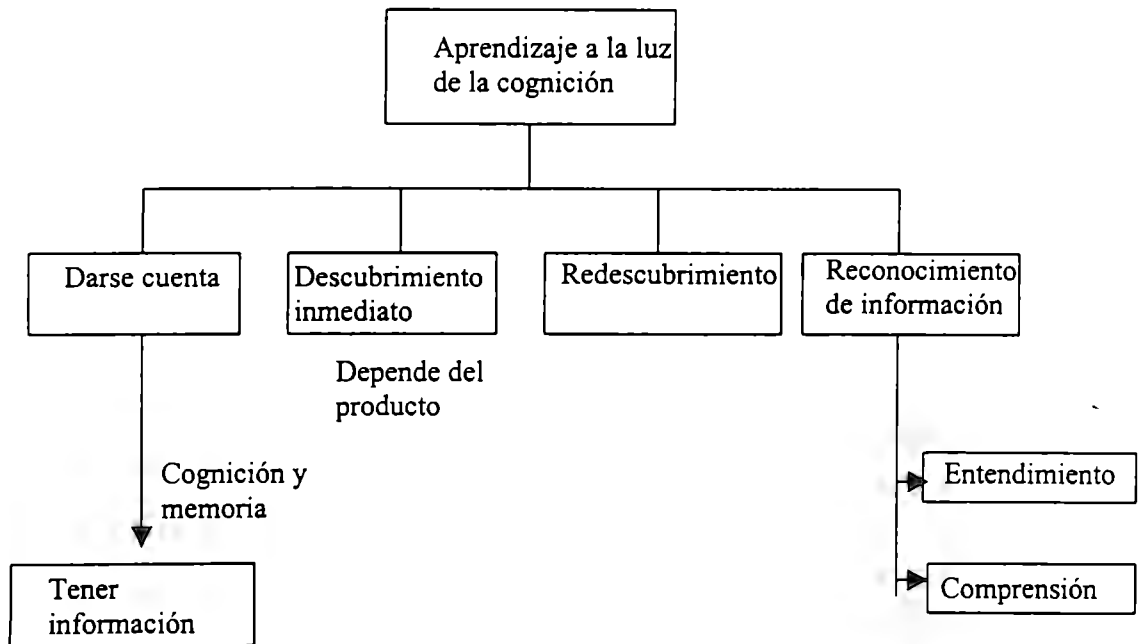 Aprendizaje a la luz
de la cognición
Darse cuenta
Descubrimiento
inmediato
Redescubrimiento
Reconocimiento
de información
Depende del
producto
Cognición y
memoria
Entendimiento
Comprensión
Tener
información